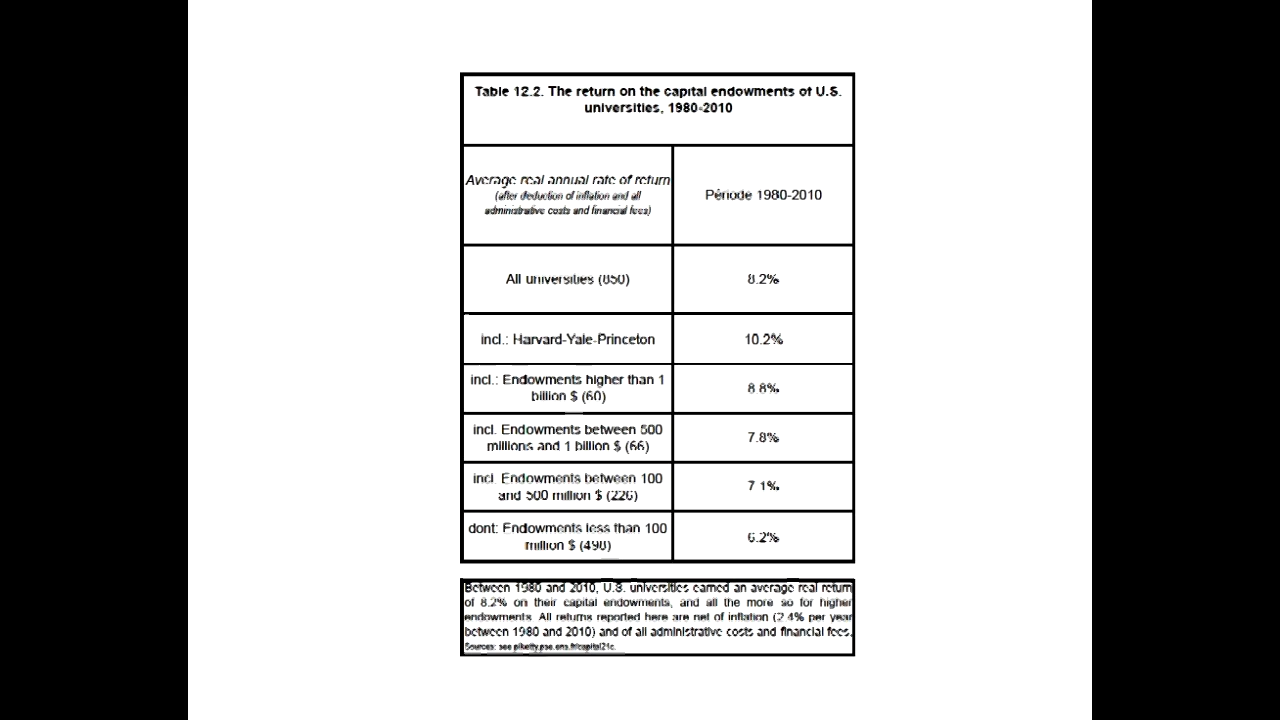 Table 12.2. The return on the capital endowments of U.S.
universities, 1980-2010
Average real annual rate of return
(after deduction of inflation and all
administrative costs and financial fees)
Période 1980-2010
All universities (850)
8.2%
incl.: Harvard-Yale-Princeton
10.2%
incl.: Endowments higher than 1
billion $ (60)
8.8%
incl. Endowments between 500
millions and 1 billion $ (66)
7.8%
incl. Endowments between 100
and 500 million $ (226)
7.1%
dont: Endowments less than 100
million $ (498)
6.2%
Between 1980 and 2010, U.S. universities earned an average real return
of 8.2% on their capital endowments, and all the more so for higher
endowments. All returns reported here are net of inflation (2.4% per year
between 1980 and 2010) and of all administrative costs and financial fees.
Sources: see piketty.pse.ens.fr/capital21c.